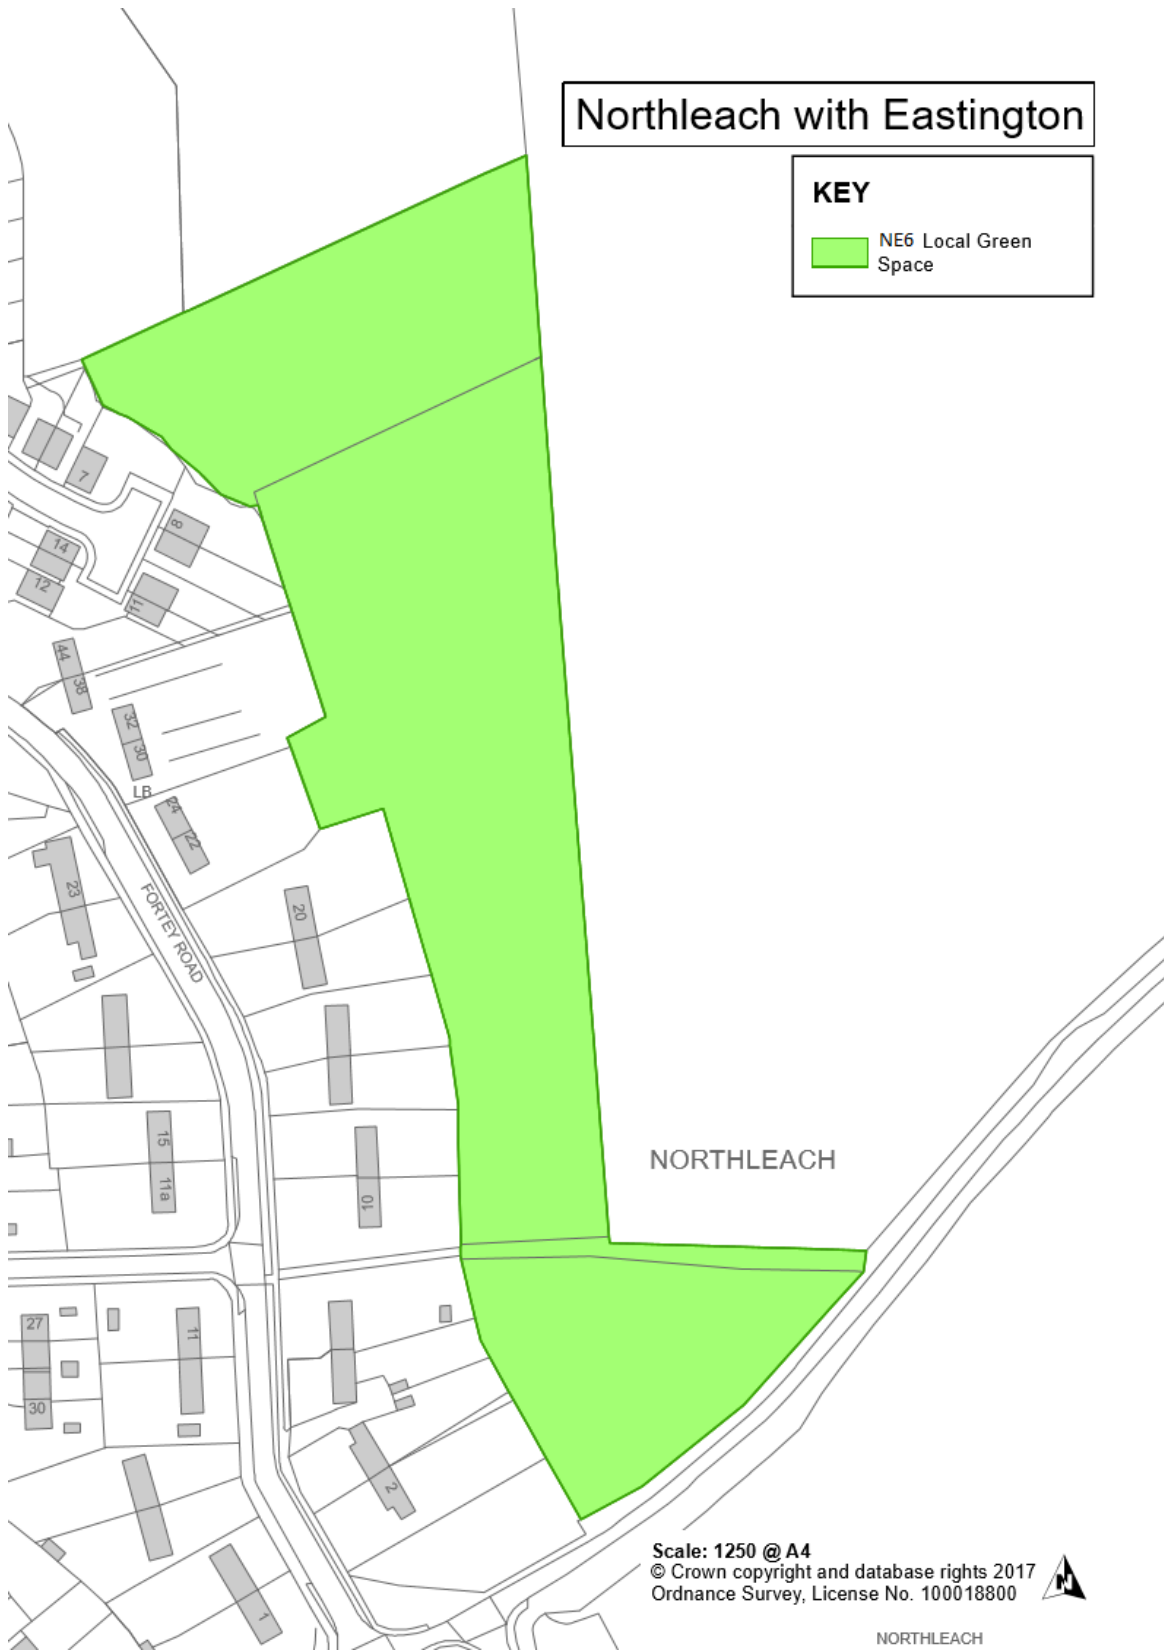 Northleach with Eastington
KEY
NE6 Local Green
Space
7
8
14
12
11
44
38
32
30
LB
24
22
23
FORTEY ROAD
20
15
11a
10
NORTHLEACH
27
11
30
2
1
Scale: 1250 @ A4
© Crown copyright and database rights 2017
Ordnance Survey, License No. 100018800
N
NORTHLEACH